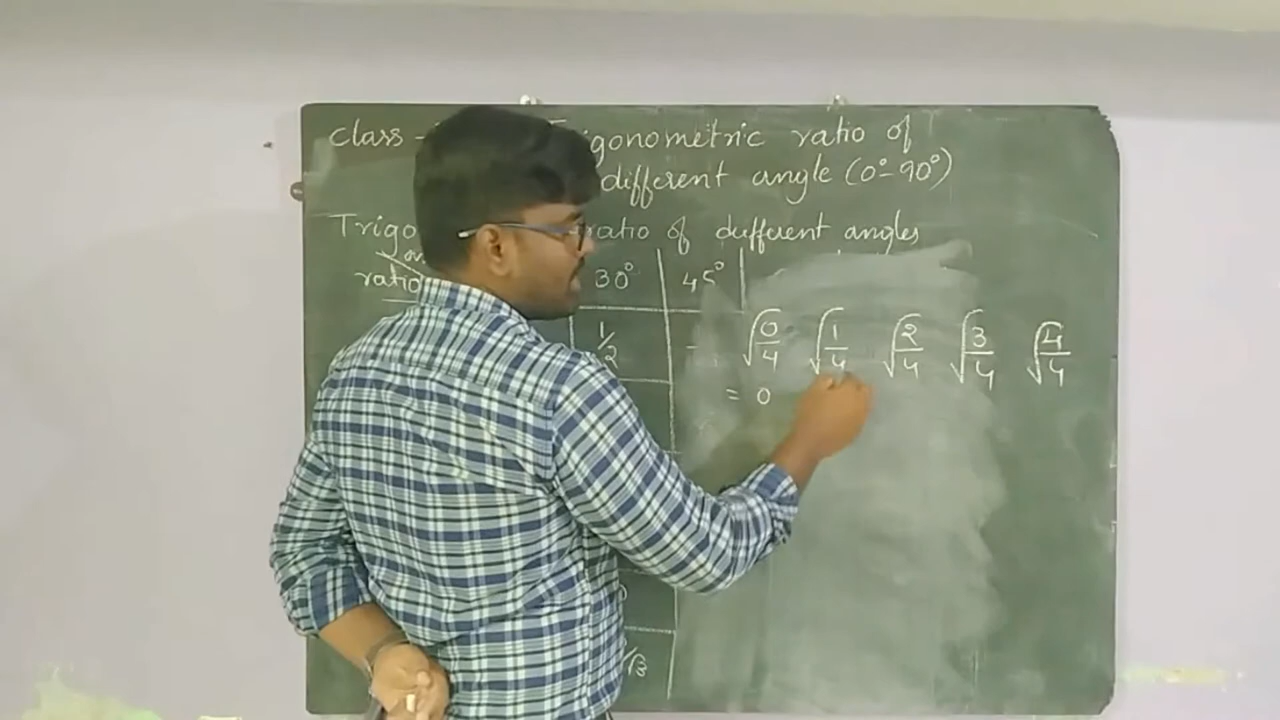 class - Trigonometric ratio of
different angle (0°-90°)
Trigo ratio of different angles
ratio 30° 45°
1/2 √0/4 √1/4 √2/4 √3/4 √4/4
= 0